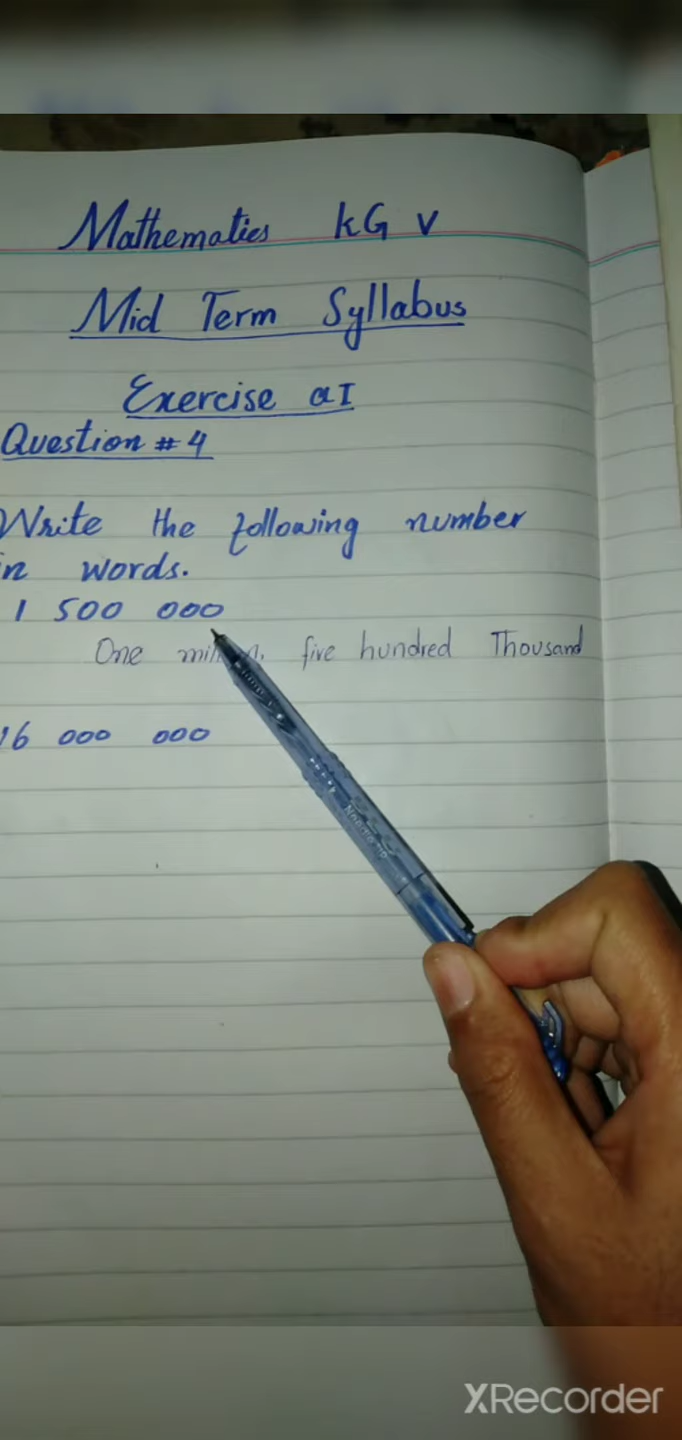 Mathematics KG V
Mid Term Syllabus
Exercise a I
Question # 4
Write the following number
in words.
1 500 000
One million, five hundred Thousand
16 000 000
XRecorder